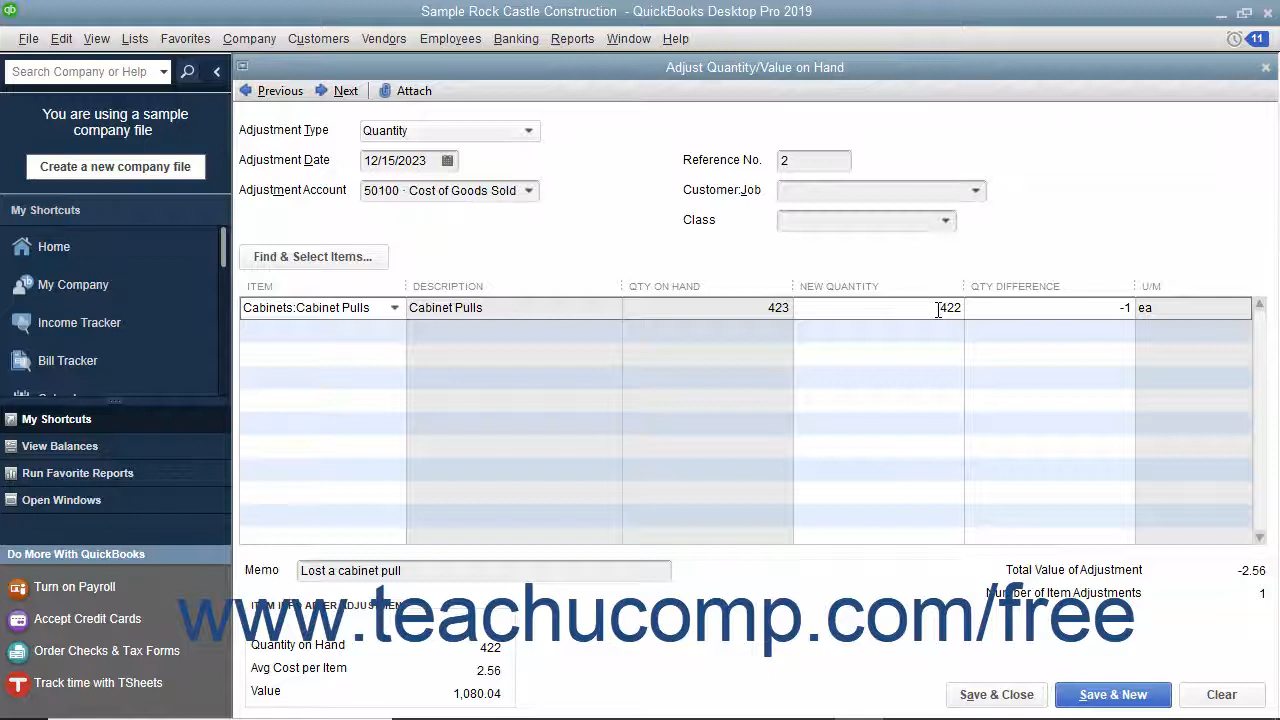 Sample Rock Castle Construction - QuickBooks Desktop Pro 2019
File Edit View Lists Favorites Company Customers Vendors Employees Banking Reports Window Help
11
Search Company or Help
Adjust Quantity/Value on Hand
Previous Next Attach
You are using a sample
company file
Create a new company file
My Shortcuts
Home
My Company
Income Tracker
Bill Tracker
My Shortcuts
View Balances
Run Favorite Reports
Open Windows
Do More With QuickBooks
Turn on Payroll
Accept Credit Cards
Order Checks & Tax Forms
Track time with TSheets
Adjustment Type Quantity
Adjustment Date 12/15/2023 Reference No. 2
Adjustment Account 50100 · Cost of Goods Sold Customer:Job
Class
Find & Select Items...
ITEM DESCRIPTION QTY ON HAND NEW QUANTITY QTY DIFFERENCE U/M
Cabinets:Cabinet Pulls Cabinet Pulls 423 422 -1 ea
Memo Lost a cabinet pull Total Value of Adjustment -2.56
Number of Item Adjustments 1
ITEM INFO AFTER ADJUSTMENT
www.teachucomp.com/free
Quantity on Hand 422
Avg Cost per Item 2.56
Value 1,080.04
Save & Close Save & New Clear